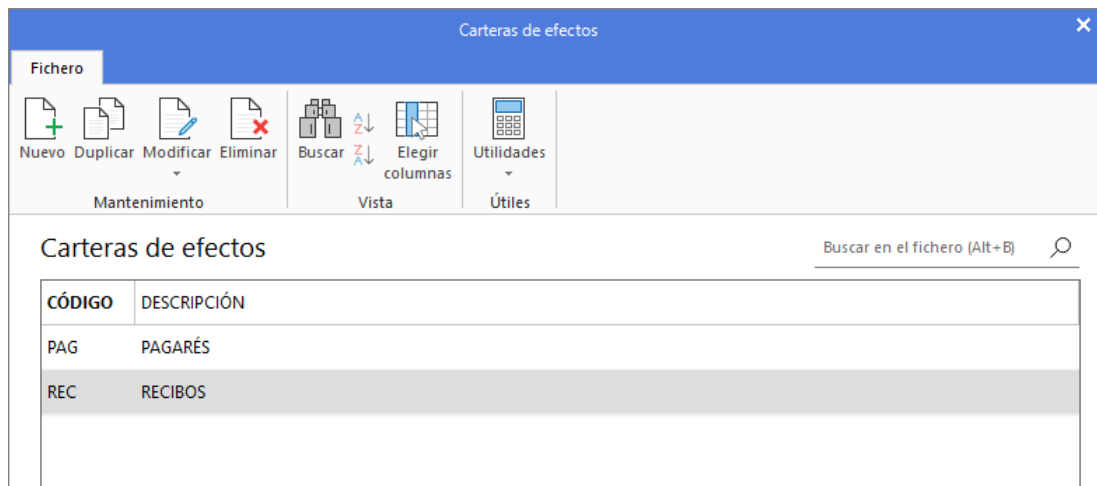 Carteras de efectos
Fichero
Nuevo Duplicar Modificar Eliminar Buscar Elegir columnas Utilidades
Mantenimiento Vista Útiles
Carteras de efectos Buscar en el fichero (Alt+B)
CÓDIGO DESCRIPCIÓN
PAG PAGARÉS
REC RECIBOS